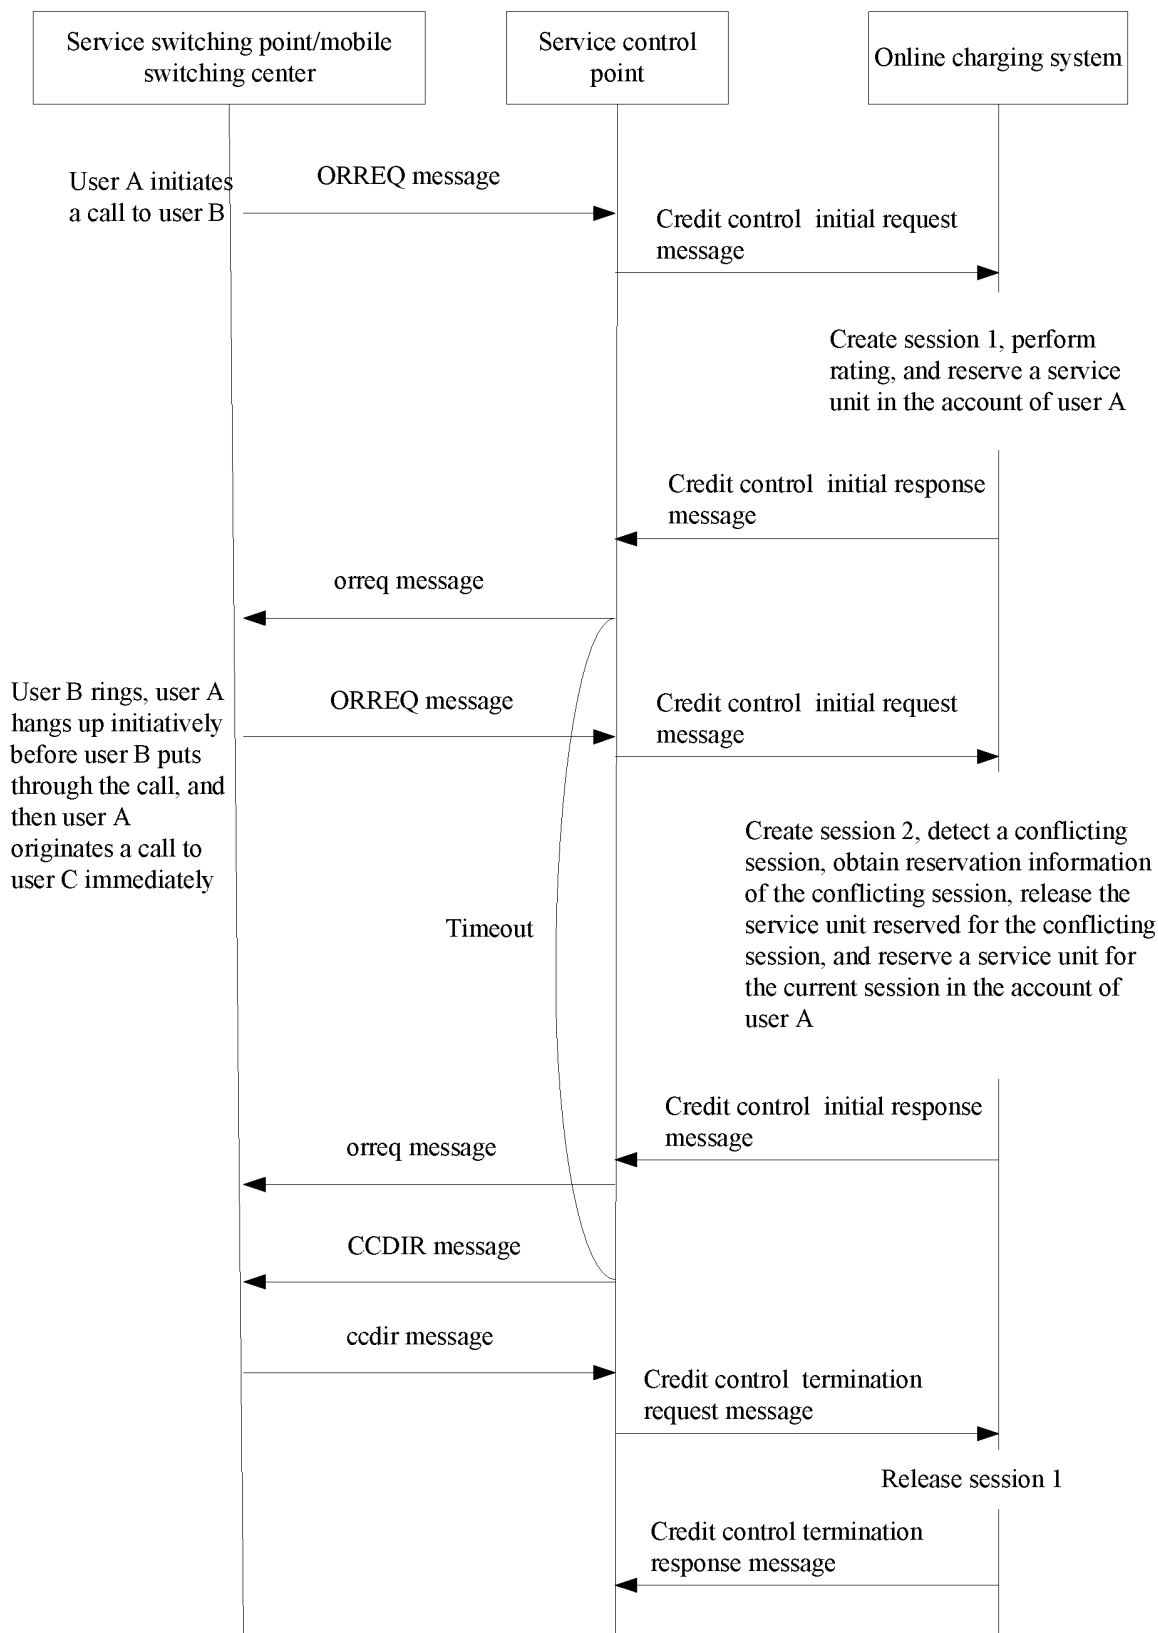 Service switching point/mobile
switching center
Service control
point
Online charging system
User A initiates
a call to user B
ORREQ message
Credit control initial request
message
Create session 1, perform
rating, and reserve a service
unit in the account of user A
Credit control initial response
message
orreq message
User B rings, user A
hangs up initiatively
before user B puts
through the call, and
then user A
originates a call to
user C immediately
ORREQ message
Credit control initial request
message
Create session 2, detect a conflicting
session, obtain reservation information
of the conflicting session, release the
service unit reserved for the conflicting
session, and reserve a service unit for
the current session in the account of
user A
Timeout
Credit control initial response
message
orreq message
CCDIR message
ccdir message
Credit control termination
request message
Release session 1
Credit control termination
response message